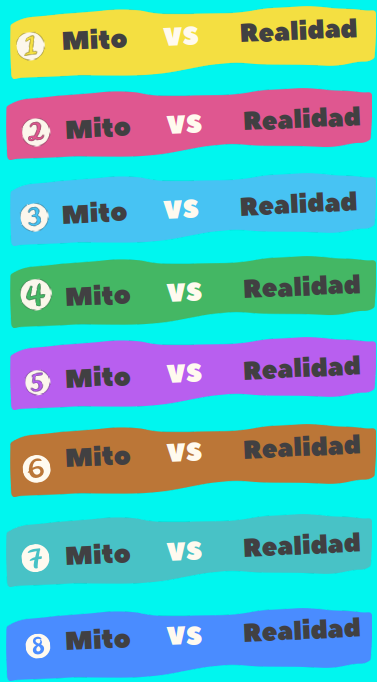 1 Mito VS Realidad
2 Mito VS Realidad
3 Mito VS Realidad
4 Mito VS Realidad
5 Mito VS Realidad
6 Mito VS Realidad
7 Mito VS Realidad
8 Mito VS Realidad